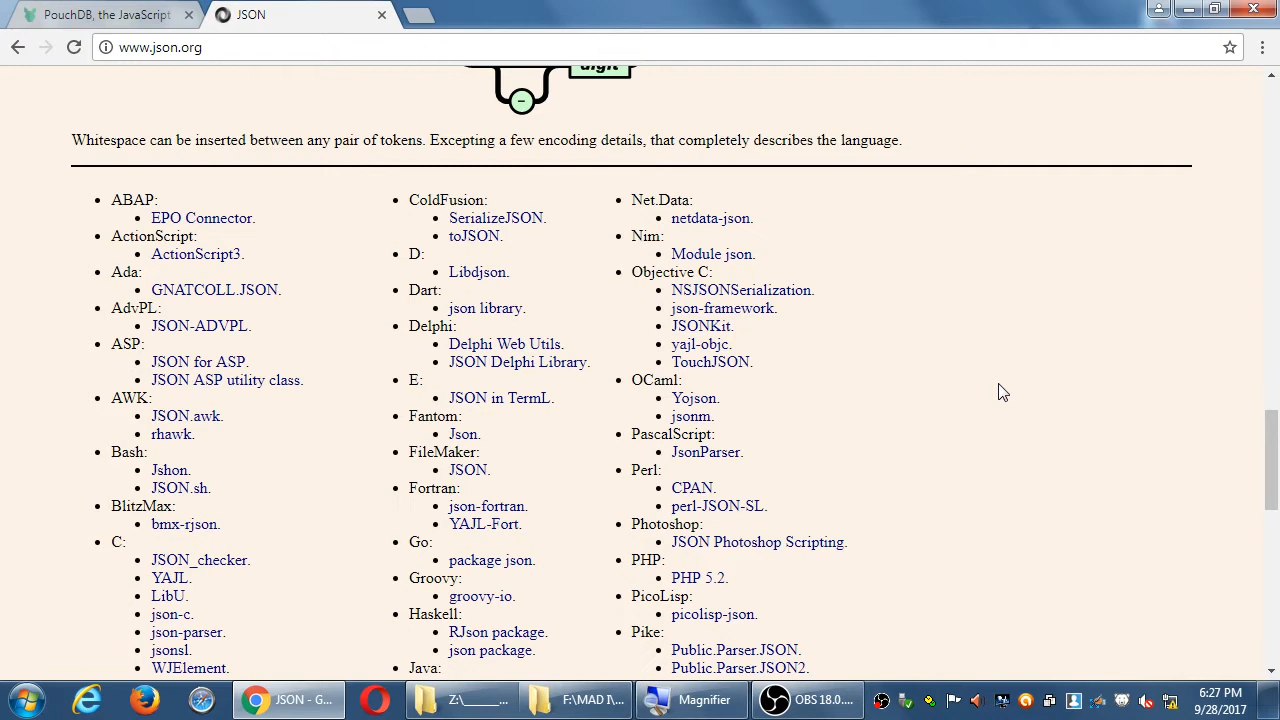 PouchDB, the JavaScript
JSON
www.json.org
digit
Whitespace can be inserted between any pair of tokens. Excepting a few encoding details, that completely describes the language.
ABAP:
EPO Connector.
ActionScript:
ActionScript3.
Ada:
GNATCOLL.JSON.
AdvPL:
JSON-ADVPL.
ASP:
JSON for ASP.
JSON ASP utility class.
AWK:
JSON.awk.
rhawk.
Bash:
Jshon.
JSON.sh.
BlitzMax:
bmx-rjson.
C:
JSON_checker.
YAJL.
LibU.
json-c.
json-parser.
jsonsl.
WJElement.
ColdFusion:
SerializeJSON.
toJSON.
D:
Libdjson.
Dart:
json library.
Delphi:
Delphi Web Utils.
JSON Delphi Library.
E:
JSON in TermL.
Fantom:
Json.
FileMaker:
JSON.
Fortran:
json-fortran.
YAJL-Fort.
Go:
package json.
Groovy:
groovy-io.
Haskell:
RJson package.
json package.
Java:
Net.Data:
netdata-json.
Nim:
Module json.
Objective C:
NSJSONSerialization.
json-framework.
JSONKit.
yajl-objc.
TouchJSON.
OCaml:
Yojson.
jsonm.
PascalScript:
JsonParser.
Perl:
CPAN.
perl-JSON-SL.
Photoshop:
JSON Photoshop Scripting.
PHP:
PHP 5.2.
PicoLisp:
picolisp-json.
Pike:
Public.Parser.JSON.
Public.Parser.JSON2.
JSON - G...
Z:\____...
F:\MAD I\...
Magnifier
OBS 18.0....
6:27 PM
9/28/2017